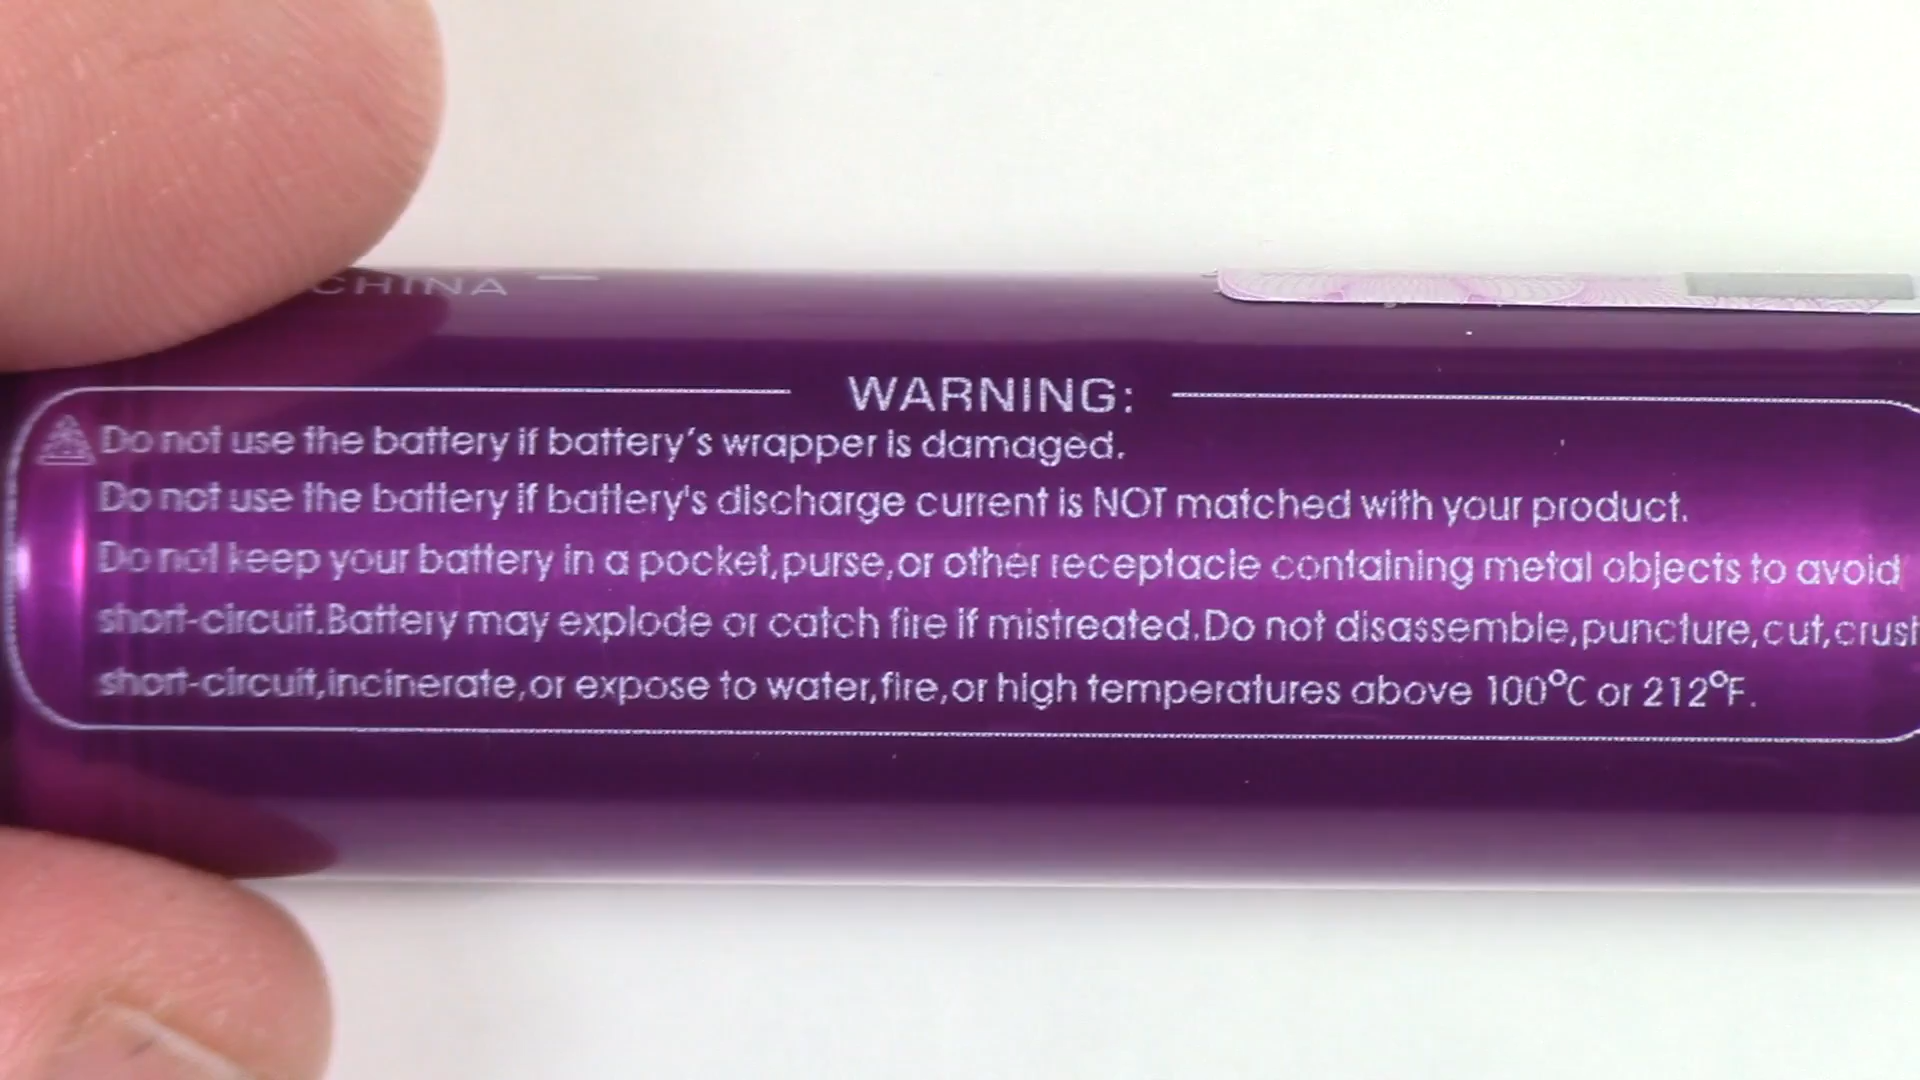 CHINA
WARNING:
Do not use the battery if battery’s wrapper is damaged.
Do not use the battery if battery's discharge current is NOT matched with your product.
Do not keep your battery in a pocket,purse,or other receptacle containing metal objects to avoid
short-circuit.Battery may explode or catch fire if mistreated.Do not disassemble,puncture,cut,crush
short-circuit,incinerate,or expose to water,fire,or high temperatures above 100°C or 212°F.